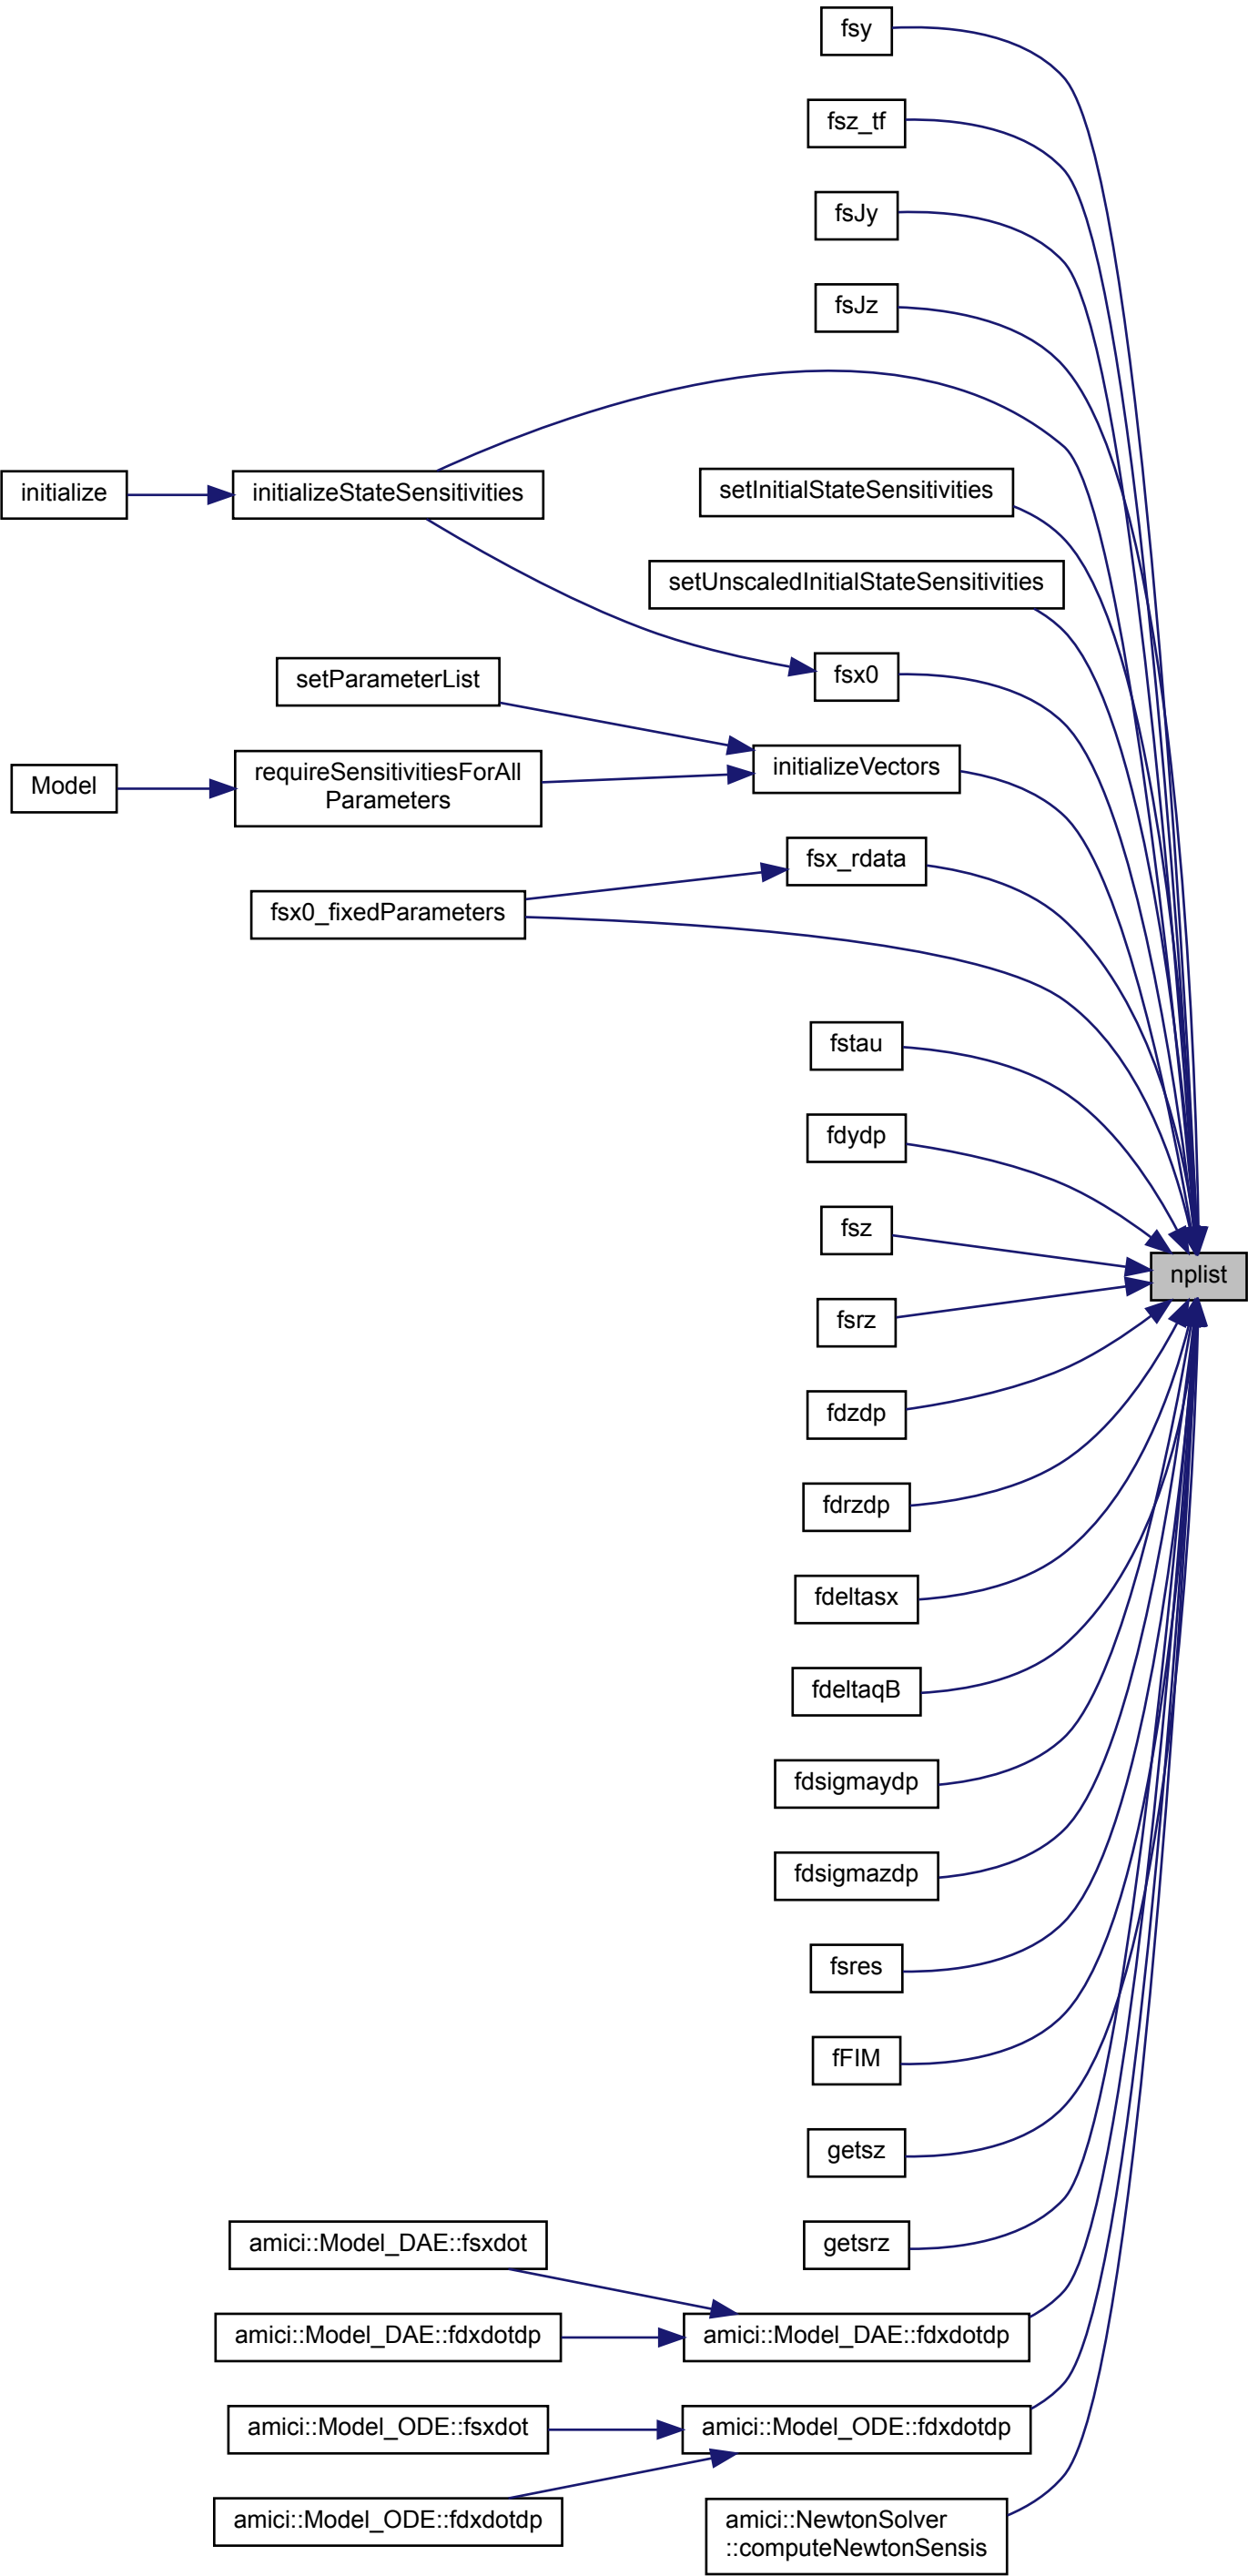 fsy
fsz_tf
fsJy
fsJz
initialize
initializeStateSensitivities
setInitialStateSensitivities
setUnscaledInitialStateSensitivities
setParameterList
fsx0
Model
requireSensitivitiesForAll
Parameters
initializeVectors
fsx_rdata
fsx0_fixedParameters
fstau
fdydp
fsz
nplist
fsrz
fdzdp
fdrzdp
fdeltasx
fdeltaqB
fdsigmaydp
fdsigmazdp
fsres
fFIM
getsz
getsrz
amici::Model_DAE::fsxdot
amici::Model_DAE::fdxdotdp
amici::Model_DAE::fdxdotdp
amici::Model_ODE::fsxdot
amici::Model_ODE::fdxdotdp
amici::Model_ODE::fdxdotdp
amici::NewtonSolver
::computeNewtonSensis